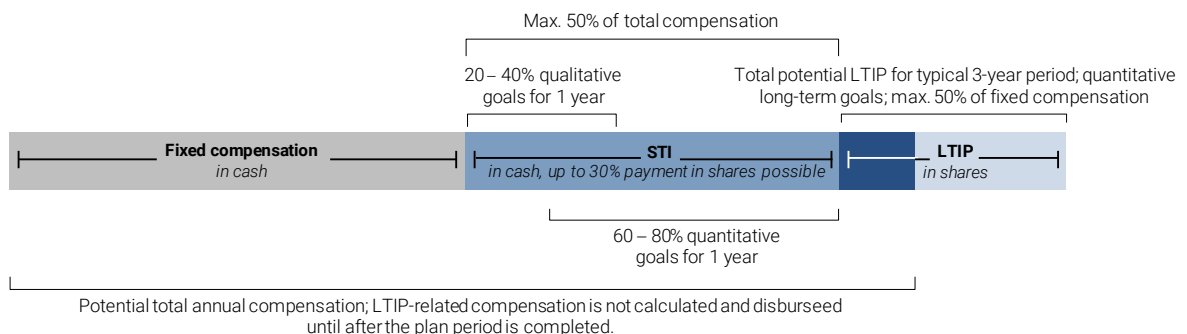 Max. 50% of total compensation
20 – 40% qualitative
goals for 1 year
Total potential LTIP for typical 3-year period; quantitative
long-term goals; max. 50% of fixed compensation
Fixed compensation
in cash
STI
in cash, up to 30% payment in shares possible
LTIP
in shares
60 – 80% quantitative
goals for 1 year
Potential total annual compensation; LTIP-related compensation is not calculated and disburseed
until after the plan period is completed.